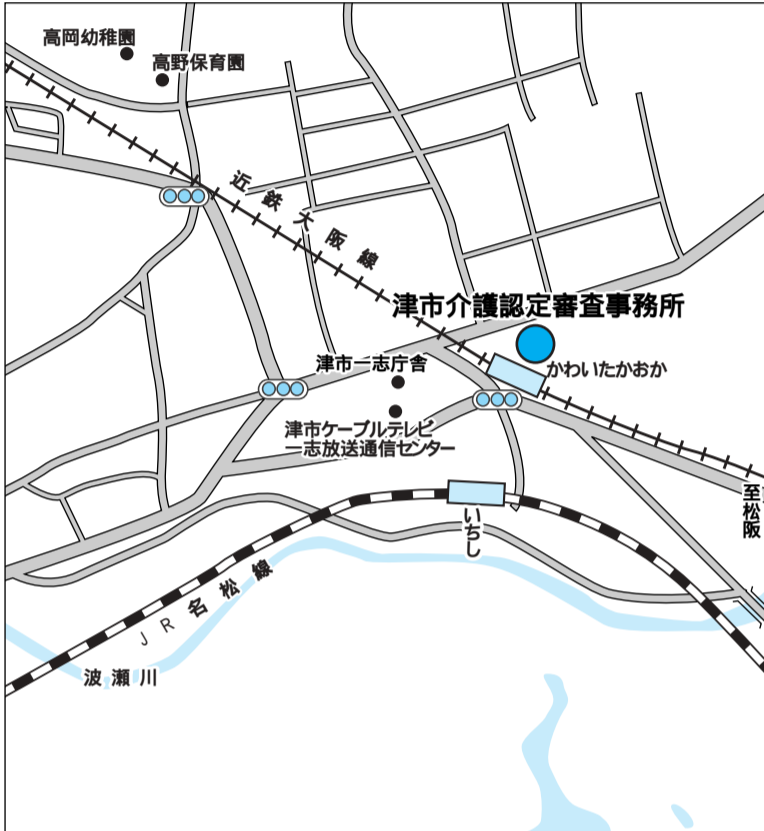 高岡幼稚園
高野保育園
近鉄大阪線
津市介護認定審査事務所
かわいたかおか
津市一志庁舎
津市ケーブルテレビ
一志放送通信センター
至松阪
いちし
JR名松線
波瀬川